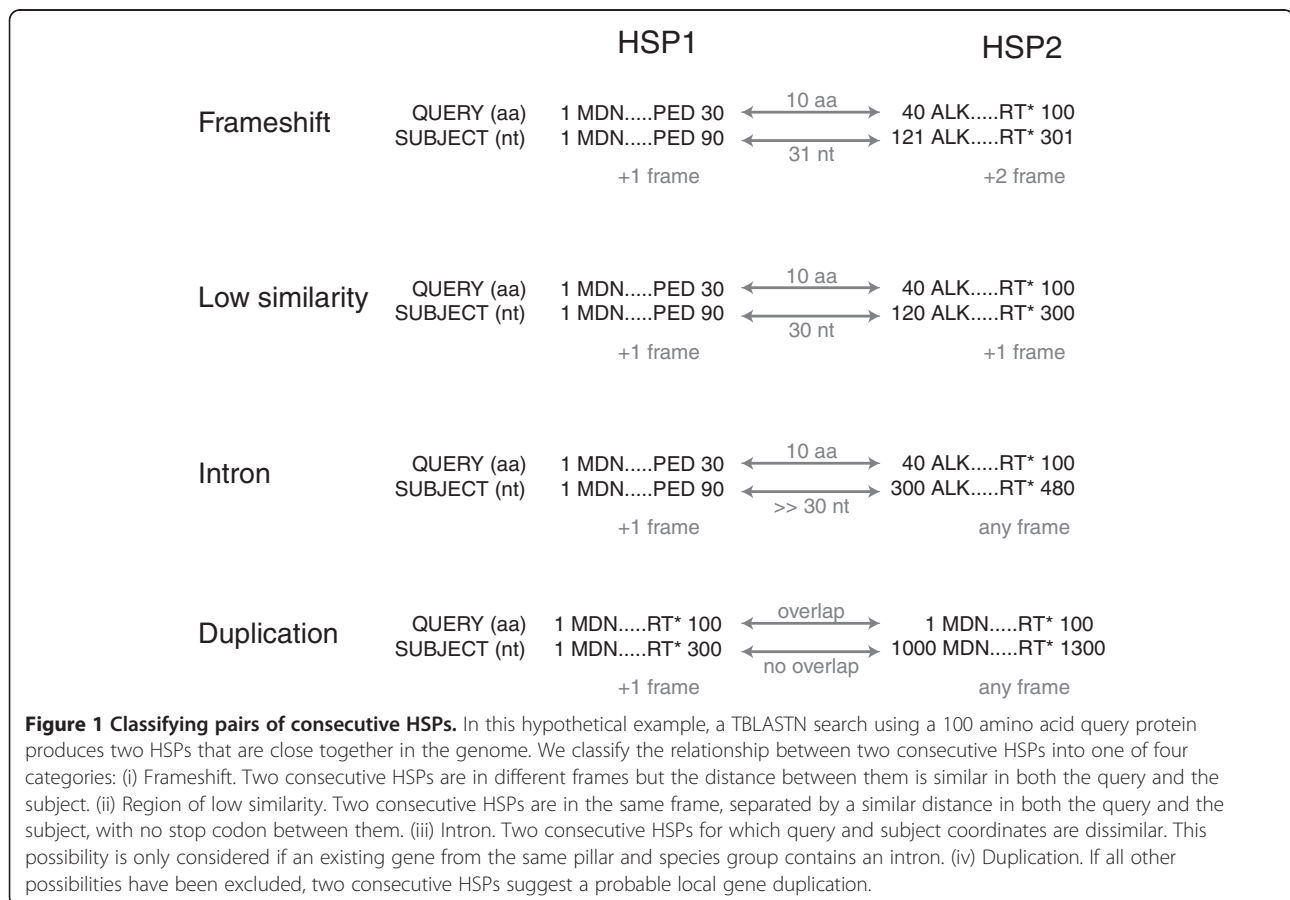 HSP1 HSP2
Frameshift
QUERY (aa) 1 MDN.....PED 30 10 aa 40 ALK.....RT* 100
SUBJECT (nt) 1 MDN.....PED 90 31 nt 121 ALK.....RT* 301
+1 frame +2 frame
Low similarity
QUERY (aa) 1 MDN.....PED 30 10 aa 40 ALK.....RT* 100
SUBJECT (nt) 1 MDN.....PED 90 30 nt 120 ALK.....RT* 300
+1 frame +1 frame
Intron
QUERY (aa) 1 MDN.....PED 30 10 aa 40 ALK.....RT* 100
SUBJECT (nt) 1 MDN.....PED 90 >> 30 nt 300 ALK.....RT* 480
+1 frame any frame
Duplication
QUERY (aa) 1 MDN.....RT* 100 overlap 1 MDN.....RT* 100
SUBJECT (nt) 1 MDN.....RT* 300 no overlap 1000 MDN.....RT* 1300
+1 frame any frame
Figure 1 Classifying pairs of consecutive HSPs. In this hypothetical example, a TBLASTN search using a 100 amino acid query protein
produces two HSPs that are close together in the genome. We classify the relationship between two consecutive HSPs into one of four
categories: (i) Frameshift. Two consecutive HSPs are in different frames but the distance between them is similar in both the query and the
subject. (ii) Region of low similarity. Two consecutive HSPs are in the same frame, separated by a similar distance in both the query and the
subject, with no stop codon between them. (iii) Intron. Two consecutive HSPs for which query and subject coordinates are dissimilar. This
possibility is only considered if an existing gene from the same pillar and species group contains an intron. (iv) Duplication. If all other
possibilities have been excluded, two consecutive HSPs suggest a probable local gene duplication.